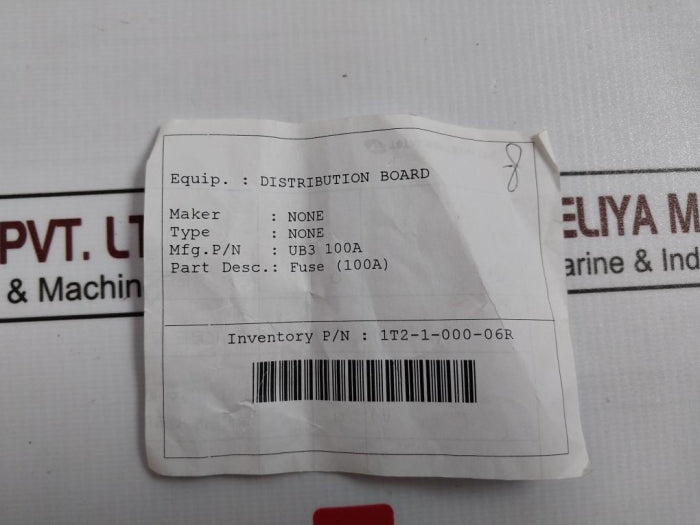 8
Equip. : DISTRIBUTION BOARD
Maker : NONE
Type : NONE
Mfg.P/N : UB3 100A
Part Desc.: Fuse (100A)
Inventory P/N : 1T2-1-000-06R
PVT. LT
& Machin
ELIYA M
arine & Ind